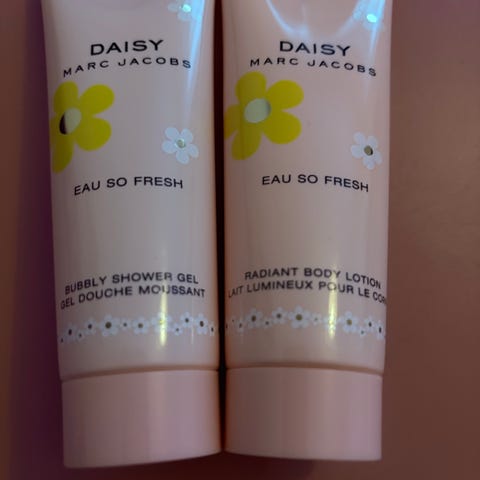 DAISY
MARC JACOBS
EAU SO FRESH
BUBBLY SHOWER GEL
GEL DOUCHE MOUSSANT
DAISY
MARC JACOBS
EAU SO FRESH
RADIANT BODY LOTION
LAIT LUMINEUX POUR LE